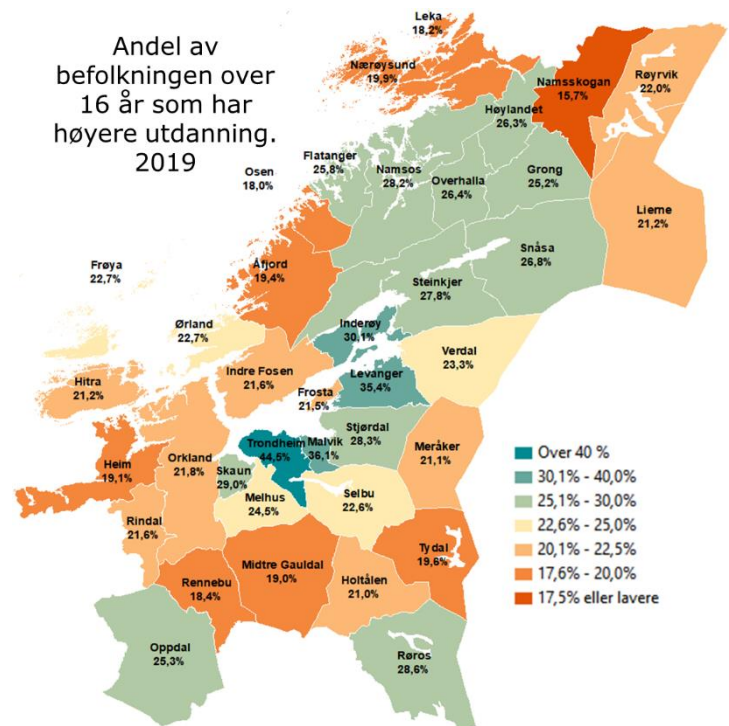 Andel av
befolkningen over
16 år som har
høyere utdanning.
2019
Leka
18,2%
Nærøysund
19,9%
Namsskogan
15,7%
Røyrvik
22,0%
Høylandet
26,3%
Flatanger
25,8%
Namsos
28,2%
Overhalla
26,4%
Grong
25,2%
Osen
18,0%
Lierne
21,2%
Snåsa
26,8%
Frøya
22,7%
Åfjord
19,4%
Steinkjer
27,8%
Ørland
22,7%
Inderøy
30,1%
Verdal
23,3%
Hitra
21,2%
Indre Fosen
21,6%
Levanger
35,4%
Frosta
21,5%
Stjørdal
28,3%
Meråker
21,1%
Heim
19,1%
Orkland
21,8%
Trondheim
44,5%
Malvik
36,1%
Skaun
29,0%
Melhus
24,5%
Selbu
22,6%
Rindal
21,6%
Tydal
19,6%
Midtre Gauldal
19,0%
Rennebu
18,4%
Holtålen
21,0%
Oppdal
25,3%
Røros
28,6%
Over 40 %
30,1% - 40,0%
25,1% - 30,0%
22,6% - 25,0%
20,1% - 22,5%
17,6% - 20,0%
17,5% eller lavere